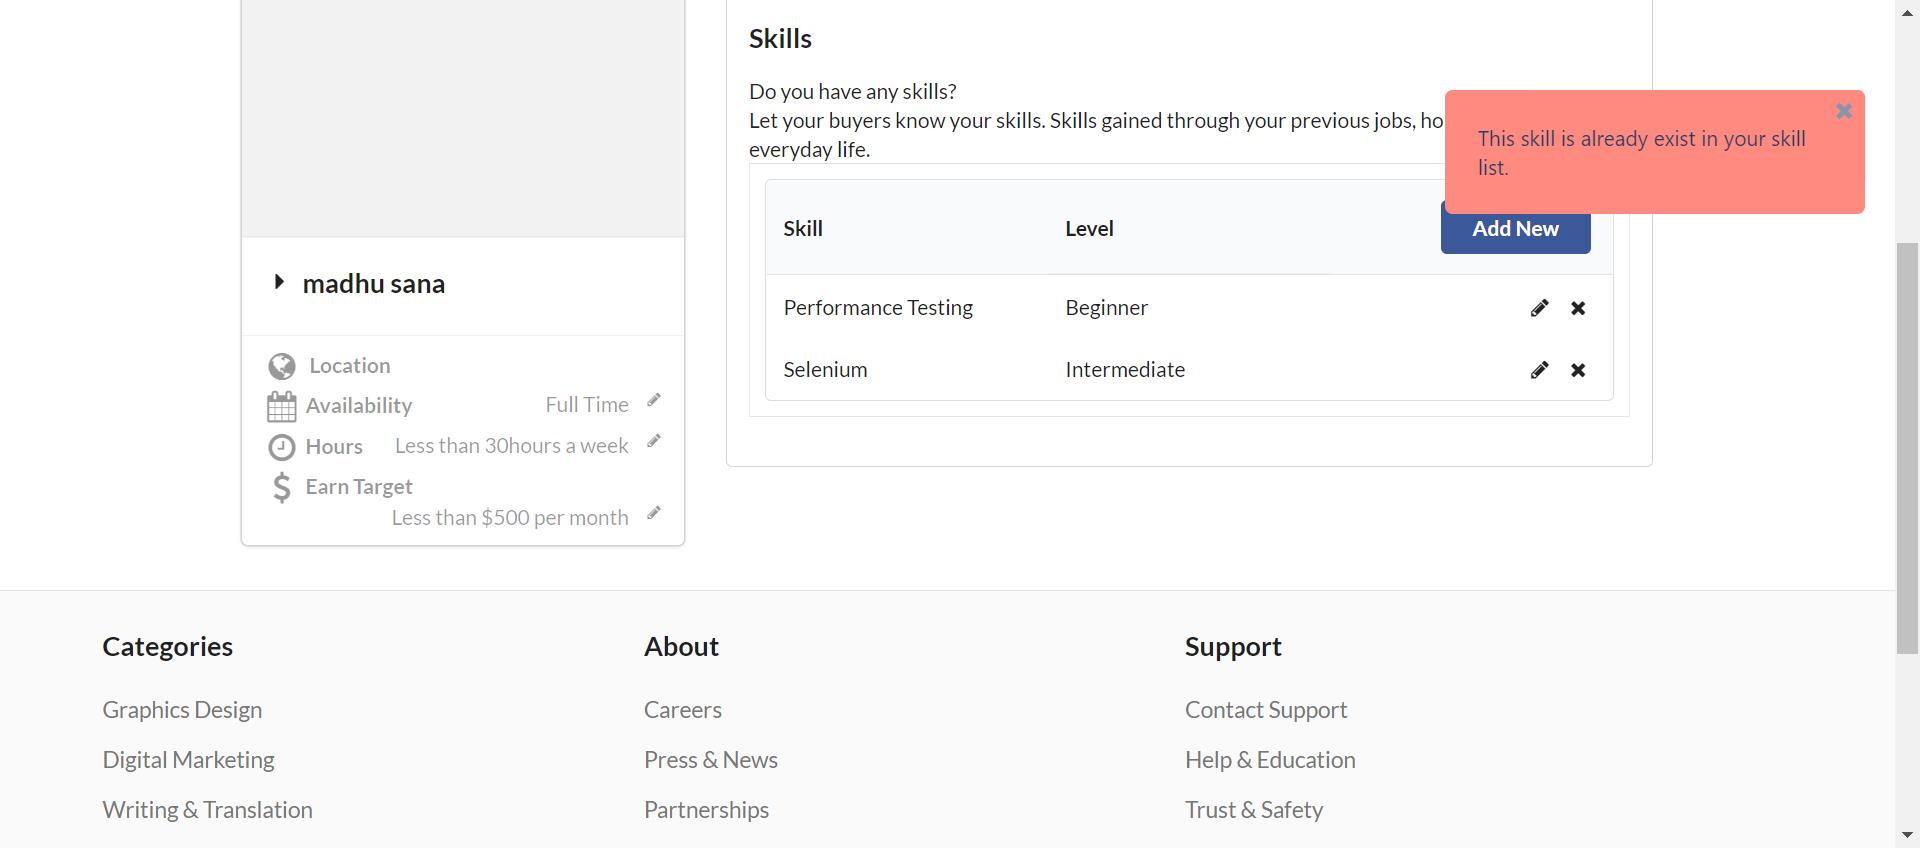 Skills
Do you have any skills?
Let your buyers know your skills. Skills gained through your previous jobs, ho
everyday life.
This skill is already exist in your skill
list.
Skill Level Add New
Performance Testing Beginner
Selenium Intermediate
madhu sana
Location
Availability Full Time
Hours Less than 30hours a week
Earn Target
Less than $500 per month
Categories
Graphics Design
Digital Marketing
Writing & Translation
About
Careers
Press & News
Partnerships
Support
Contact Support
Help & Education
Trust & Safety